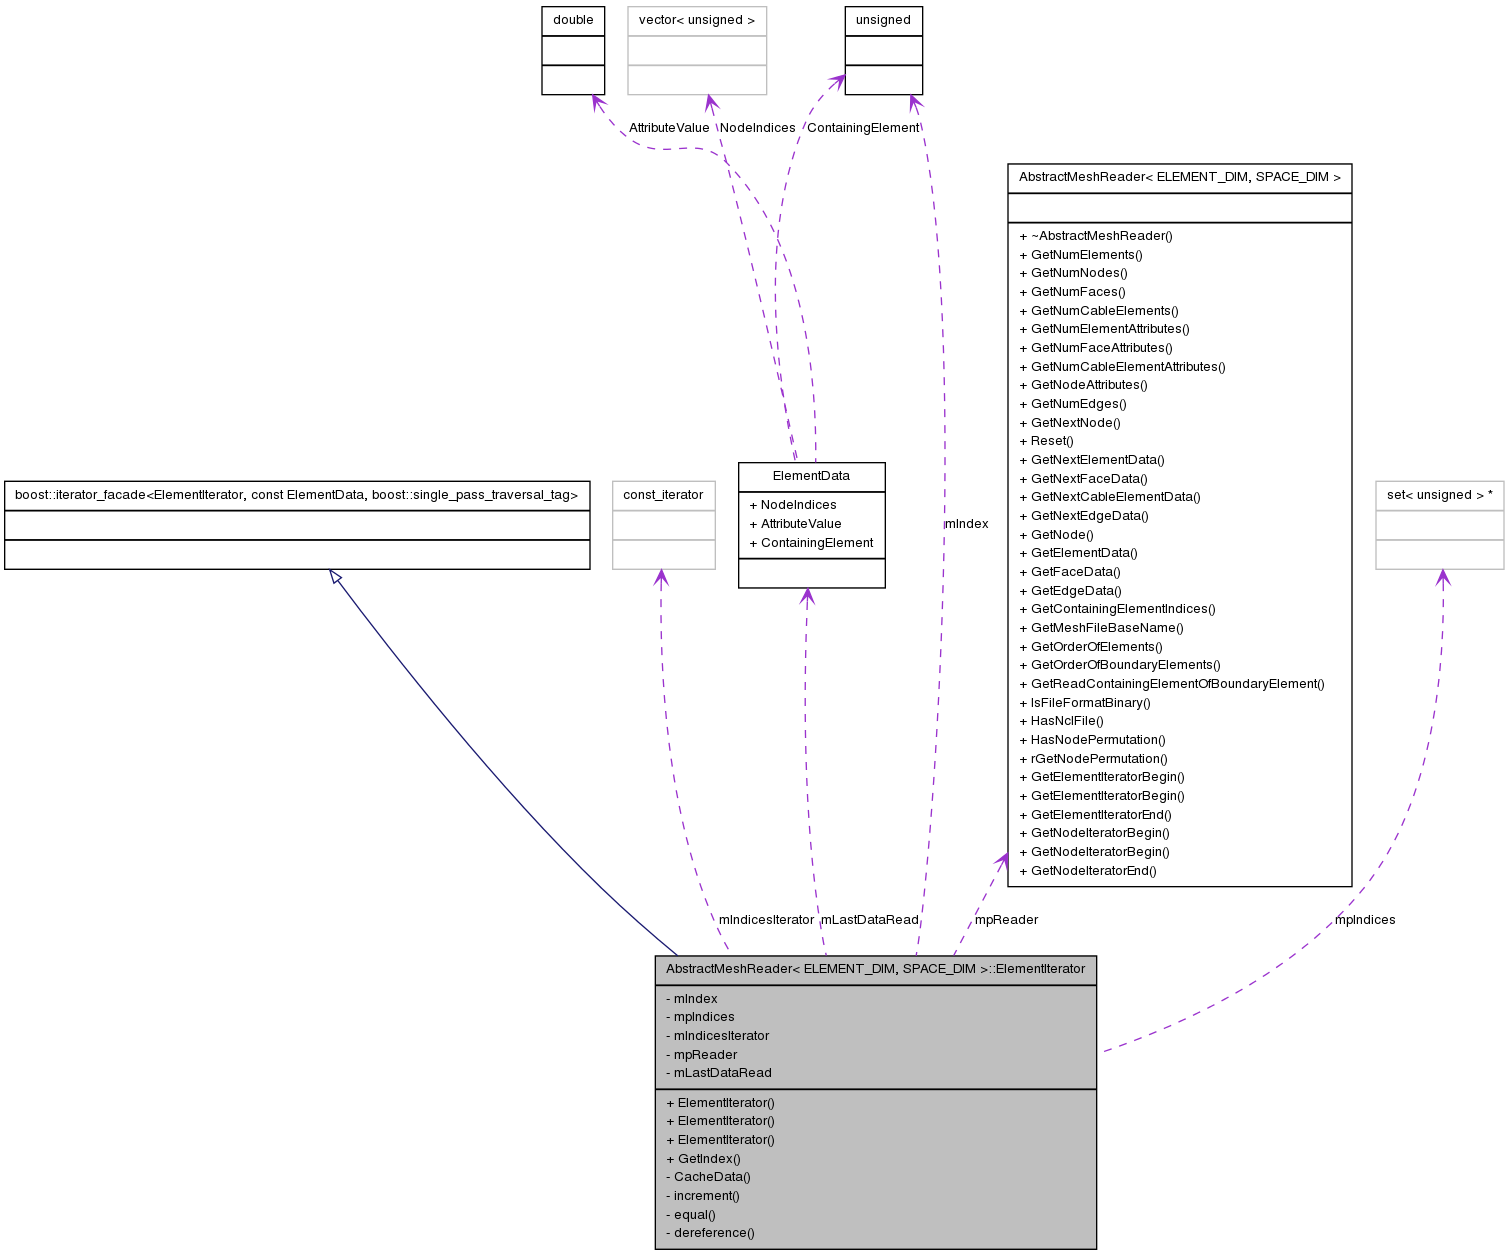 double
vector< unsigned >
unsigned
AttributeValue
NodeIndices
ContainingElement
AbstractMeshReader< ELEMENT_DIM, SPACE_DIM >
+ ~AbstractMeshReader()
+ GetNumElements()
+ GetNumNodes()
+ GetNumFaces()
+ GetNumCableElements()
+ GetNumElementAttributes()
+ GetNumFaceAttributes()
+ GetNumCableElementAttributes()
+ GetNodeAttributes()
+ GetNumEdges()
+ GetNextNode()
+ Reset()
+ GetNextElementData()
+ GetNextFaceData()
+ GetNextCableElementData()
+ GetNextEdgeData()
+ GetNode()
+ GetElementData()
+ GetFaceData()
+ GetEdgeData()
+ GetContainingElementIndices()
+ GetMeshFileBaseName()
+ GetOrderOfElements()
+ GetOrderOfBoundaryElements()
+ GetReadContainingElementOfBoundaryElement()
+ IsFileFormatBinary()
+ HasNclFile()
+ HasNodePermutation()
+ rGetNodePermutation()
+ GetElementIteratorBegin()
+ GetElementIteratorBegin()
+ GetElementIteratorEnd()
+ GetNodeIteratorBegin()
+ GetNodeIteratorBegin()
+ GetNodeIteratorEnd()
boost::iterator_facade<ElementIterator, const ElementData, boost::single_pass_traversal_tag>
const_iterator
ElementData
+ NodeIndices
+ AttributeValue
+ ContainingElement
mIndex
set< unsigned > *
mIndicesIterator
mLastDataRead
mpReader
mpIndices
AbstractMeshReader< ELEMENT_DIM, SPACE_DIM >::ElementIterator
- mIndex
- mpIndices
- mIndicesIterator
- mpReader
- mLastDataRead
+ ElementIterator()
+ ElementIterator()
+ ElementIterator()
+ GetIndex()
- CacheData()
- increment()
- equal()
- dereference()